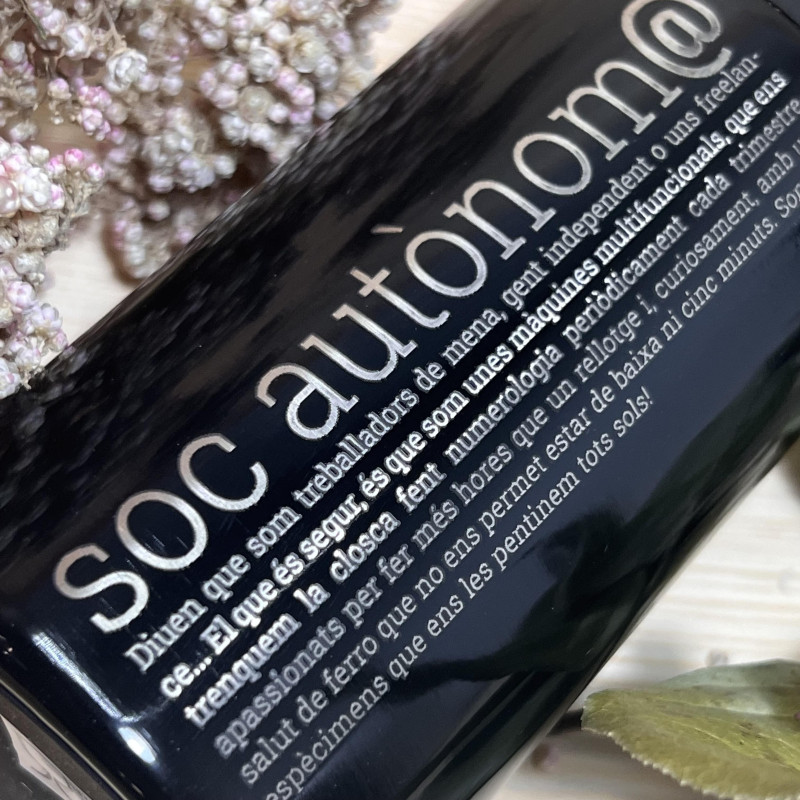 soc autònom@
Diuen que som treballadors de mena, gent independent o uns freelan-
ce... El que és segur, és que som unes màquines multifuncionals, que ens
trenquem la closca fent numerologia periòdicament cada trimestre
apassionats per fer més hores que un rellotge i, curiosament amb
salut de ferro que no ens permet estar de baixa ni cinc minuts. Som
espècimens que ens les pentinem tots sols!